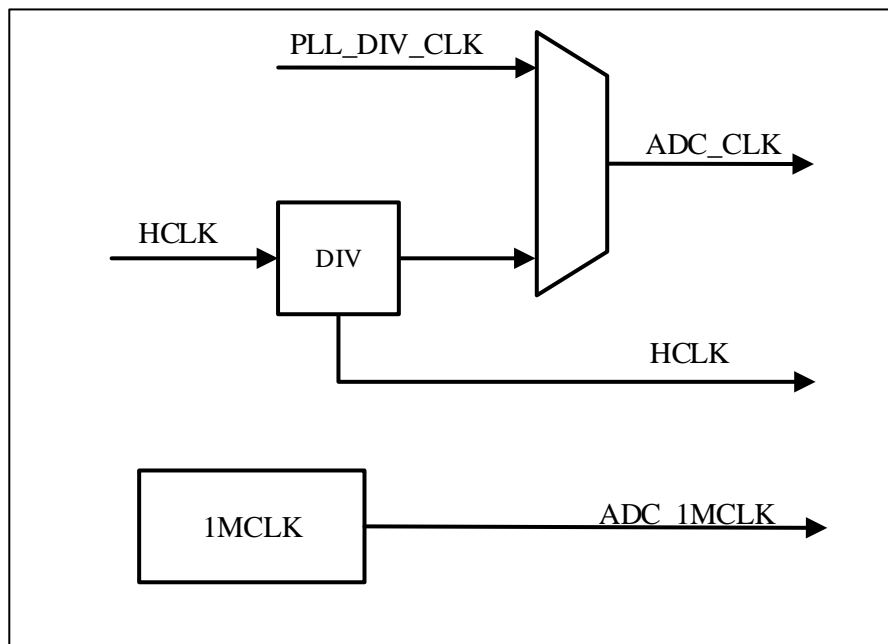 PLL_DIV_CLK
ADC_CLK
HCLK
DIV
HCLK
1MCLK
ADC_1MCLK